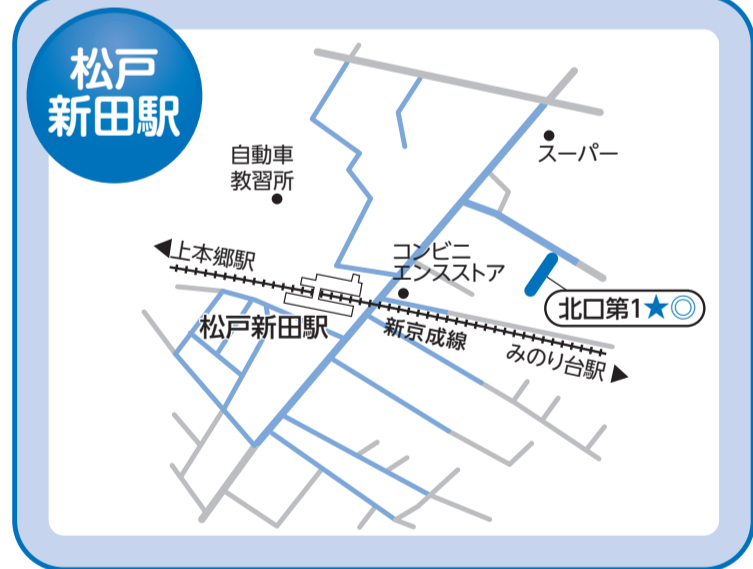 松戸
新田駅
自動車
教習所
スーパー
◀上本郷駅
コンビニ
エンスストア
北口第1★◎
松戸新田駅
新京成線
みのり台駅▶